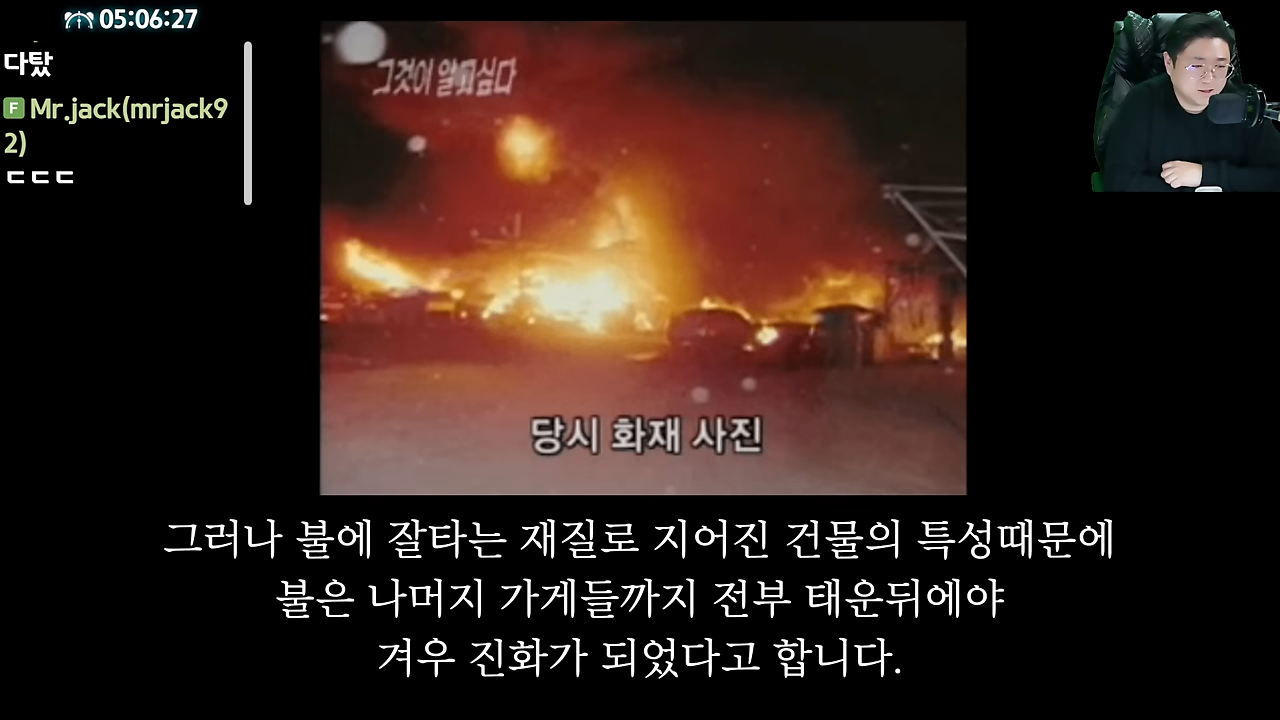 05:06:27
다탔
F Mr.jack(mrjack9
2)
ㄷㄷㄷ
그것이 알고싶다
당시 화재 사진
그러나 불에 잘타는 재질로 지어진 건물의 특성때문에
불은 나머지 가게들까지 전부 태운뒤에야
겨우 진화가 되었다고 합니다.